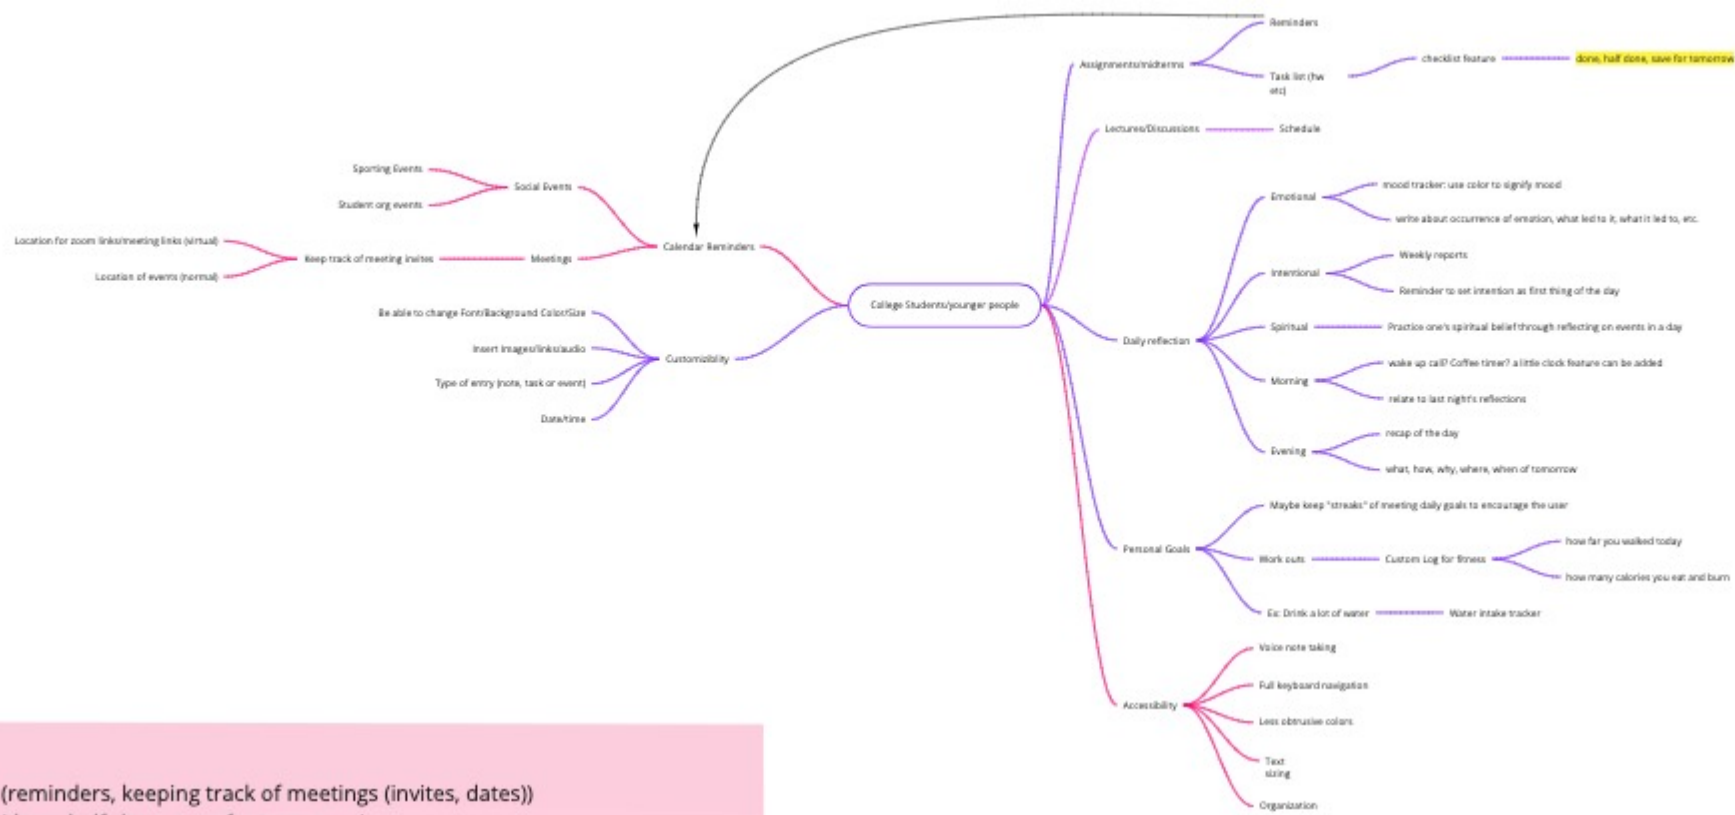 Reminders
Assignments/midterms
Task list (hw
etc)
checklist feature
done, half done, save for tomorrow
Lectures/Discussions
Schedule
Sporting Events
Social Events
Student org events
Location for zoom links/meeting links (virtual)
Keep track of meeting invites
Meetings
Location of events (normal)
Calendar Reminders
College Students/younger people
Be able to change Font/Background Color/Size
Insert Images/links/audio
Customiziblity
Type of entry (note, task or event)
Date/time
Emotional
mood tracker: use color to signify mood
write about occurrence of emotion, what led to it, what it led to, etc.
Intentional
Weekly reports
Reminder to set intention as first thing of the day
Daily reflection
Spiritual
Practice one's spiritual belief through reflecting on events in a day
Morning
wake up call? Coffee timer? a little clock feature can be added
relate to last night's reflections
Evening
recap of the day
what, how, why, where, when of tomorrow
Personal Goals
Maybe keep "streaks" of meeting daily goals to encourage the user
Work outs
Custom Log for fitness
how far you walked today
how many calories you eat and burn
Ex: Drink a lot of water
Water intake tracker
Accessibility
Voice note taking
Full keyboard navigation
Less obtrusive colors
Text
sizing
Organization
(reminders, keeping track of meetings (invites, dates))